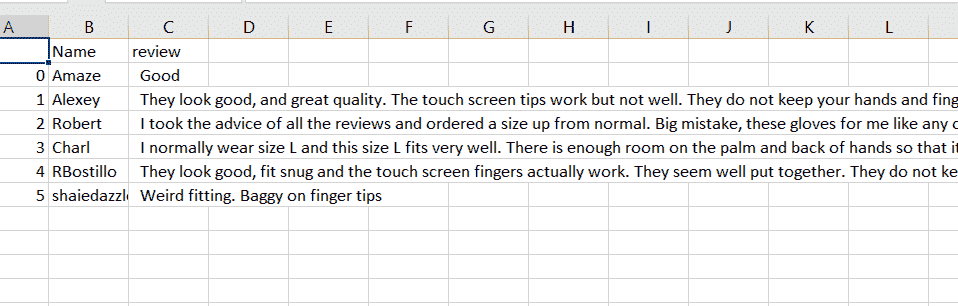 A B C D E F G H I J K L
Name review
0 Amaze Good
1 Alexey They look good, and great quality. The touch screen tips work but not well. They do not keep your hands and fing
2 Robert I took the advice of all the reviews and ordered a size up from normal. Big mistake, these gloves for me like any
3 Charl I normally wear size L and this size L fits very well. There is enough room on the palm and back of hands so that it
4 RBostillo They look good, fit snug and the touch screen fingers actually work. They seem well put together. They do not ke
5 shaiedazzl Weird fitting. Baggy on finger tips